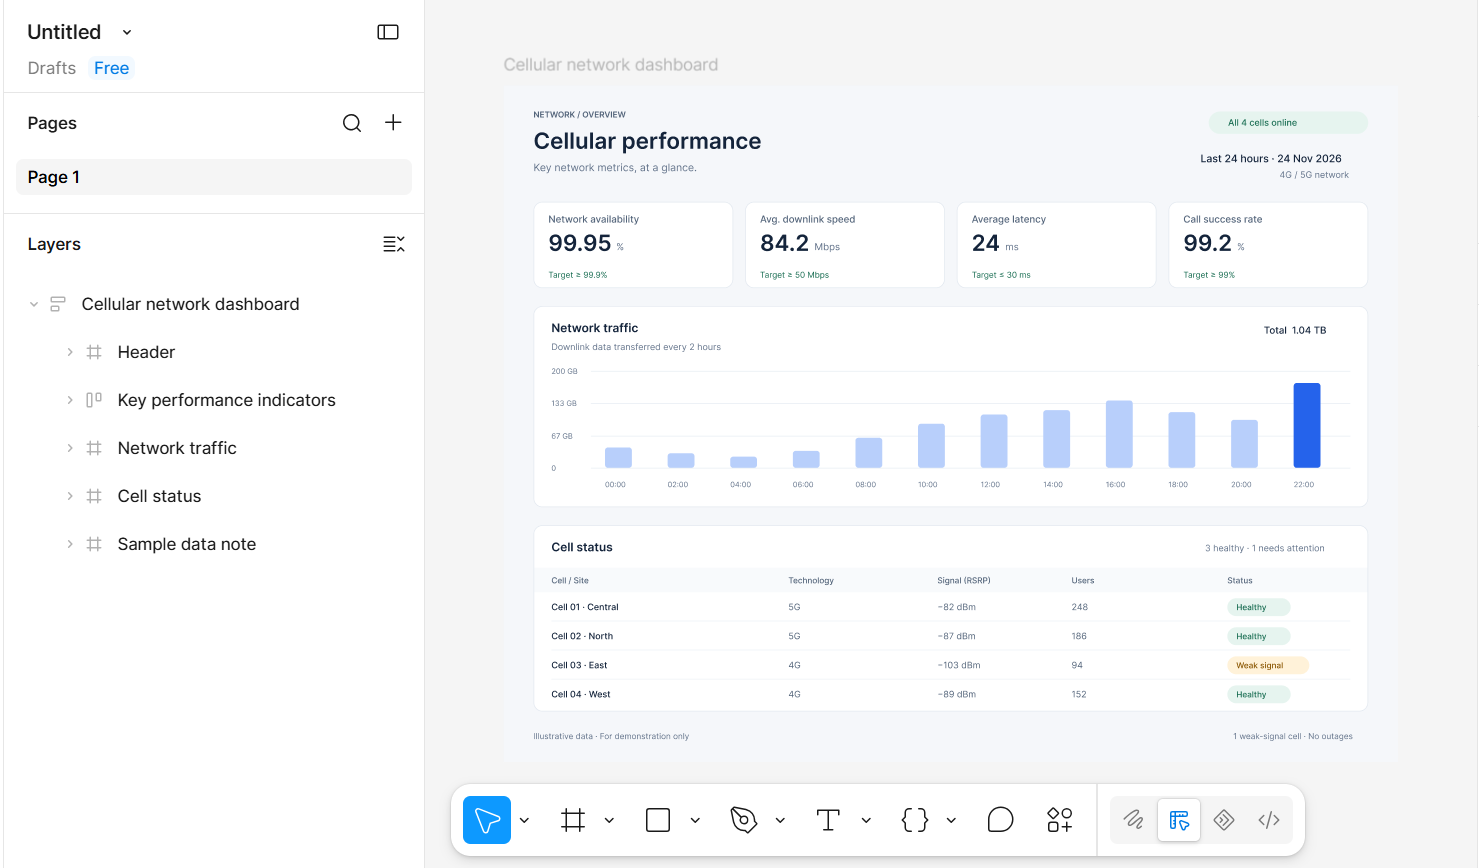 Untitled
Drafts Free
Pages
Page 1
Layers
Cellular network dashboard
Header
Key performance indicators
Network traffic
Cell status
Sample data note
Cellular network dashboard
NETWORK / OVERVIEW
Cellular performance
Key network metrics, at a glance.
All 4 cells online
Last 24 hours · 24 Nov 2026
4G / 5G network
Network availability
99.95 %
Target ≥ 99.9%
Avg. downlink speed
84.2 Mbps
Target ≥ 50 Mbps
Average latency
24 ms
Target ≤ 30 ms
Call success rate
99.2 %
Target ≥ 99%
Network traffic
Downlink data transferred every 2 hours
Total 1.04 TB
200 GB
133 GB
67 GB
0
00:00 02:00 04:00 06:00 08:00 10:00 12:00 14:00 16:00 18:00 20:00 22:00
Cell status
3 healthy · 1 needs attention
Cell / Site Technology Signal (RSRP) Users Status
Cell 01 · Central 5G −82 dBm 248 Healthy
Cell 02 · North 5G −87 dBm 186 Healthy
Cell 03 · East 4G −103 dBm 94 Weak signal
Cell 04 · West 4G −89 dBm 152 Healthy
Illustrative data · For demonstration only
1 weak-signal cell · No outages